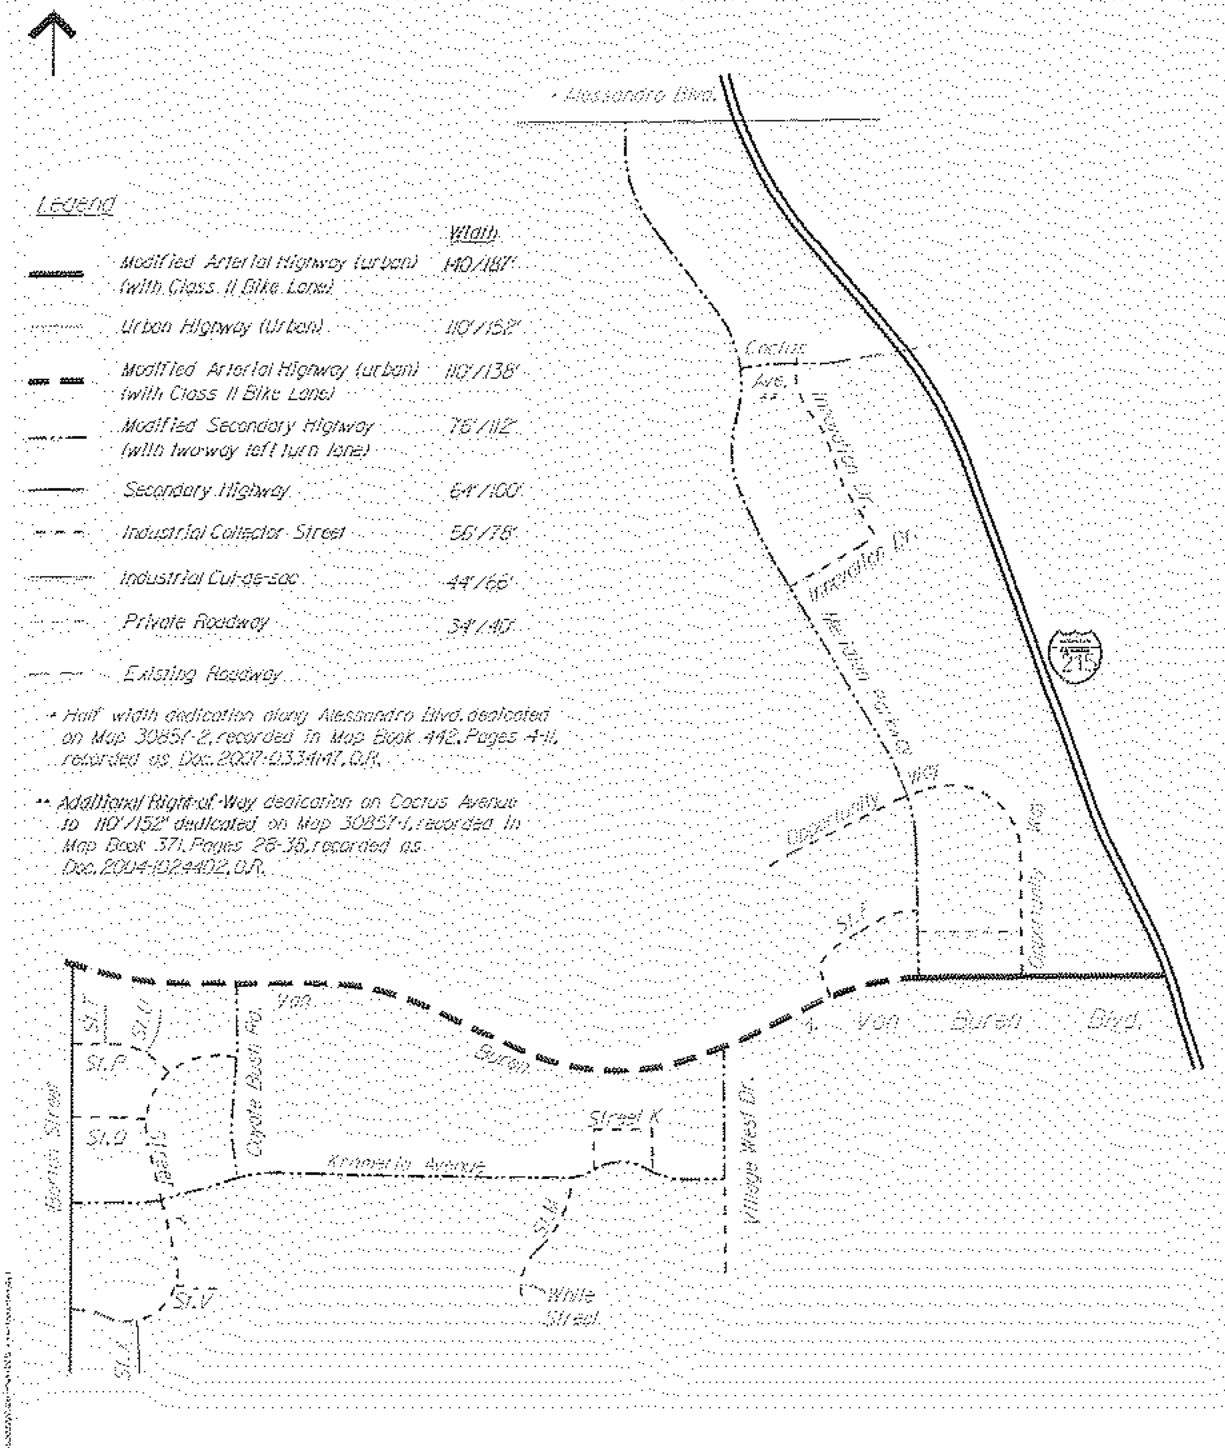 • Alessandro Blvd.
Legend
Width
Modified Arterial Highway (urban) 140'/187'
(with Class II Bike Lane)
Urban Highway (Urban) 110'/152'
Modified Arterial Highway (urban) 110'/138'
(with Class II Bike Lane)
Modified Secondary Highway 76'/112'
(with two-way left turn lane)
Secondary Highway 64'/100'
Industrial Collector Street 56'/78'
Industrial Cul-de-sac 44'/66'
Private Roadway 34'/40'
Existing Roadway
• Half width dedication along Alessandro Blvd. dedicated
on Map 30857-2, recorded in Map Book 442, Pages 4-11,
recorded as Doc. 2007-0334147, O.R.
•• Additional Right-of-Way dedication on Cactus Avenue
to 110'/152' dedicated on Map 30857-1, recorded in
Map Book 371, Pages 28-38, recorded as
Doc. 2004-1024402, O.R.
Cactus
Ave.
••
Innovation Dr.
Innovation Dr.
Meridian Parkway
215
Opportunity Way
Opportunity Way
Van Buren Blvd.
Van
Buren
Coyote Bush Rd
St. P
St. Q
Barton Street
Street
Krameria Avenue
Street K
Village West Dr.
St. M
White
Street
St. V